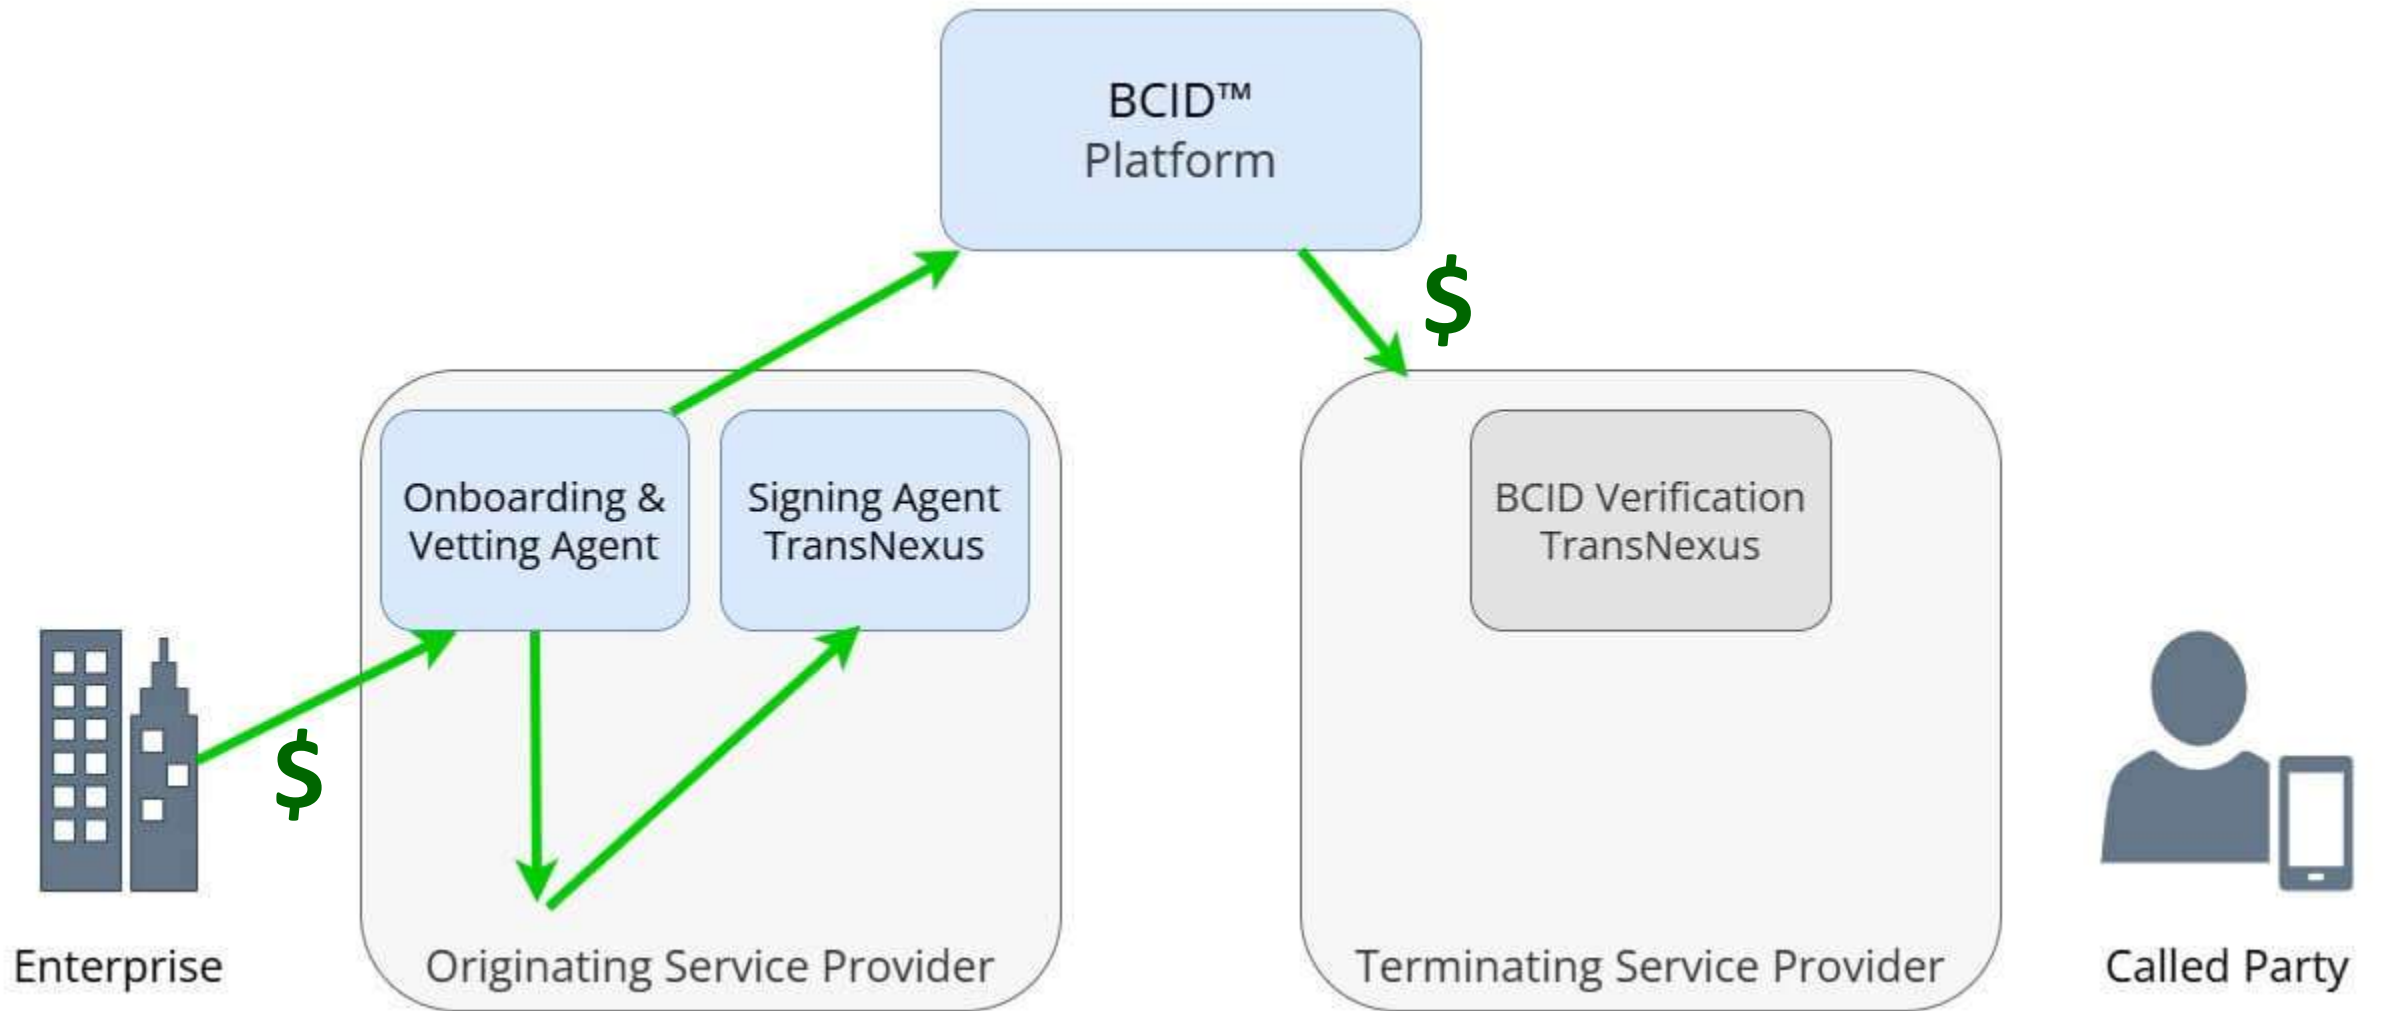 BCID™
Platform
$
Onboarding &
Vetting Agent
Signing Agent
TransNexus
BCID Verification
TransNexus
$
Enterprise
Originating Service Provider
Terminating Service Provider
Called Party